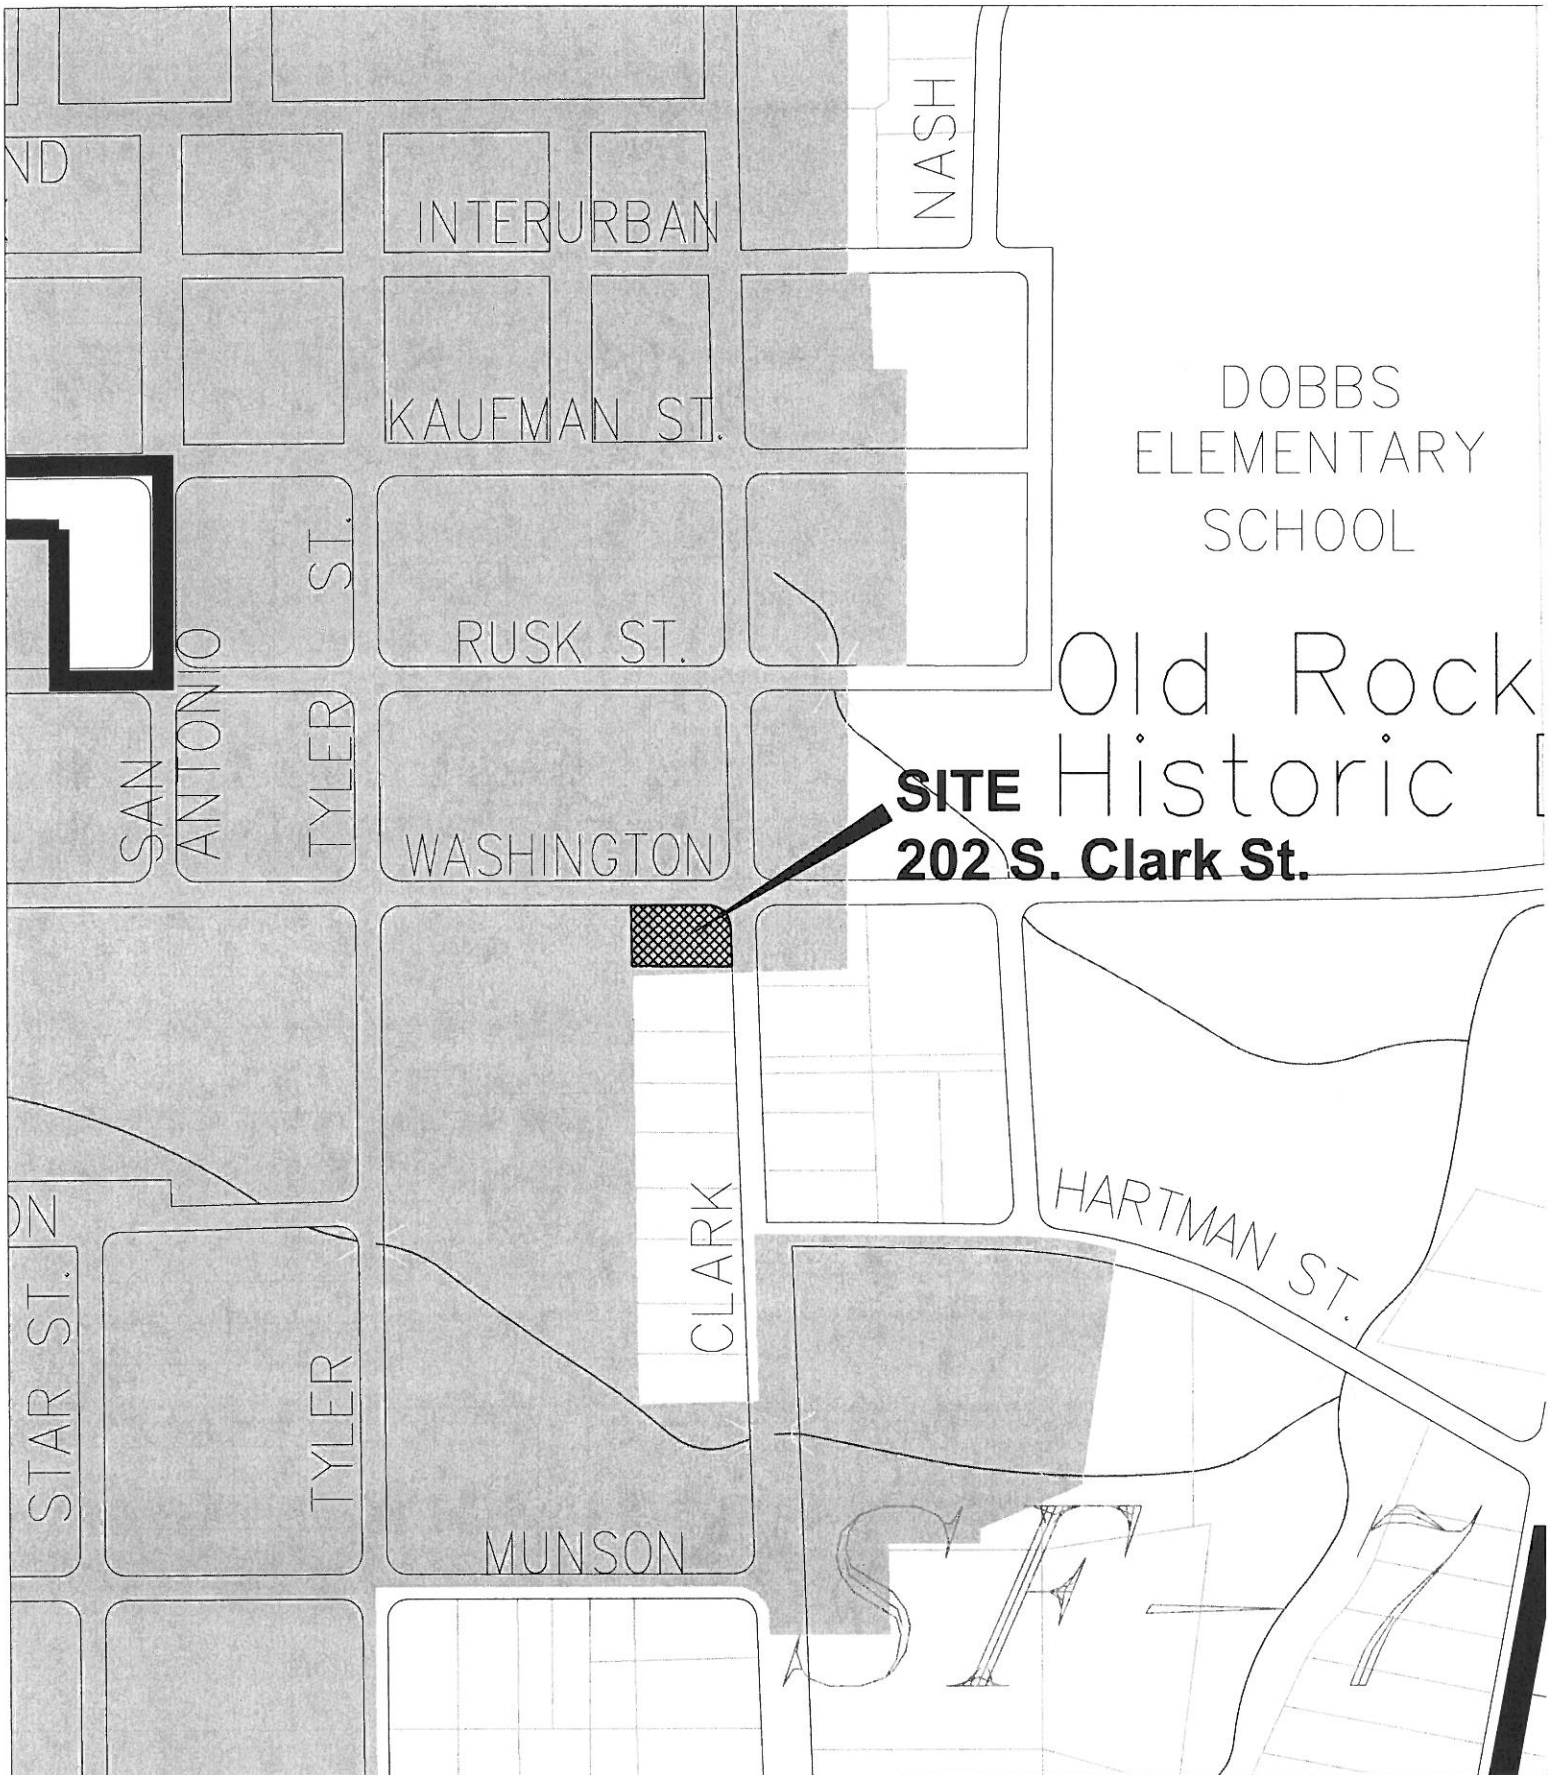 ND
NASH
INTERURBAN
KAUFMAN ST.
DOBBS
ELEMENTARY
SCHOOL
ST.
TYLER
SAN
ANTONIO
RUSK ST.
Old Rock
Historic
SITE
202 S. Clark St.
WASHINGTON
ON
STAR ST.
TYLER
CLARK
HARTMAN ST.
MUNSON
SF-7